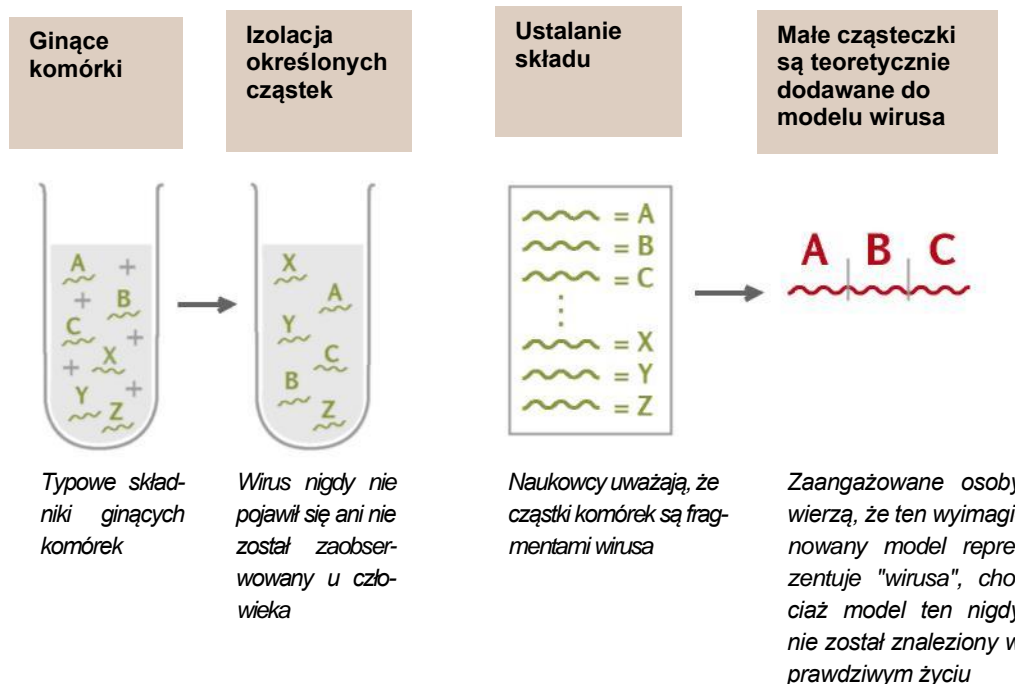 Ginące
komórki
Izolacja
określonych
cząstek
Ustalanie
składu
Małe cząsteczki
są teoretycznie
dodawane do
modelu wirusa
A +
+ B
C +
+ X +
Y
Z
X
A
Y
C
B
Z
= A
= B
= C
= X
= Y
= Z
A B C
Typowe skład-
niki ginących
komórek
Wirus nigdy nie
pojawił się ani nie
został zaobser-
wowany u czło-
wieka
Naukowcy uważają, że
cząstki komórek są frag-
mentami wirusa
Zaangażowane osoby
wierzą, że ten wyimagi
nowany model repre
zentuje "wirusa", cho
ciaż model ten nigdy
nie został znaleziony w
prawdziwym życiu